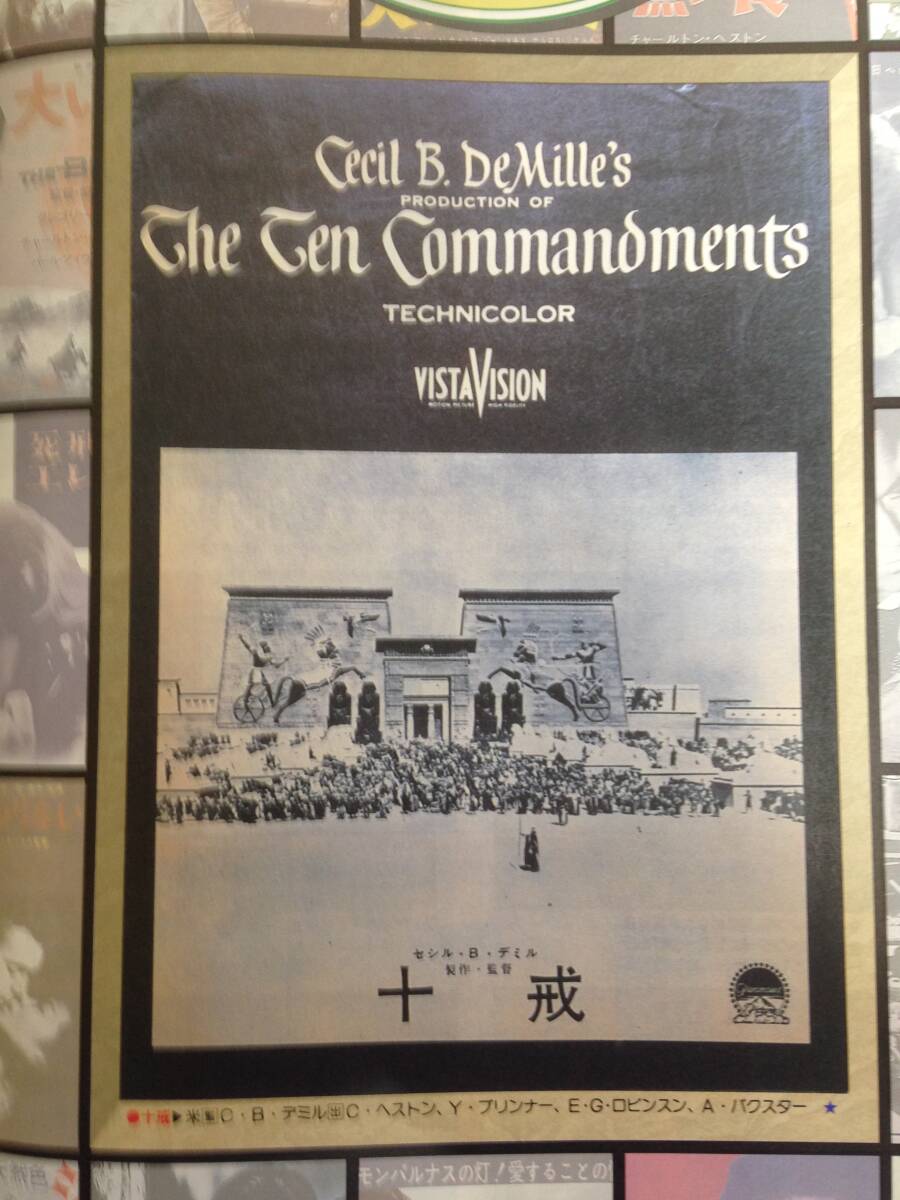 チャールトン・ヘストン
Cecil B. DeMille's
PRODUCTION OF
The Ten Commandments
TECHNICOLOR
VISTAVISION
MOTION PICTURE HIGH FIDELITY
セシル・B・デミル
製作・監督
十戒
Paramount
●十戒▶米監C・B・デミル出C・ヘストン、Y・ブリンナー、E・G・ロビンスン、A・バクスター ★
モンパルナスの灯!愛することの